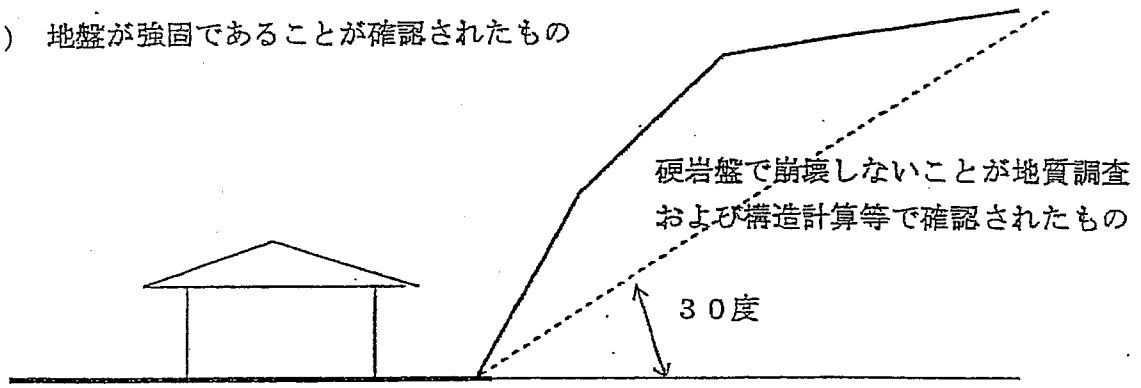 ) 地盤が強固であることが確認されたもの
硬岩盤で崩壊しないことが地質調査
および構造計算等で確認されたもの
30度